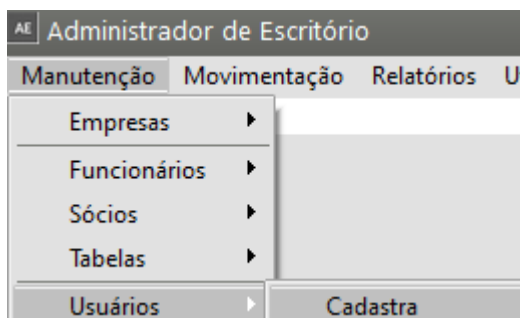 AE Administrador de Escritório
Manutenção Movimentação Relatórios U
Empresas
Funcionários
Sócios
Tabelas
Usuários Cadastra